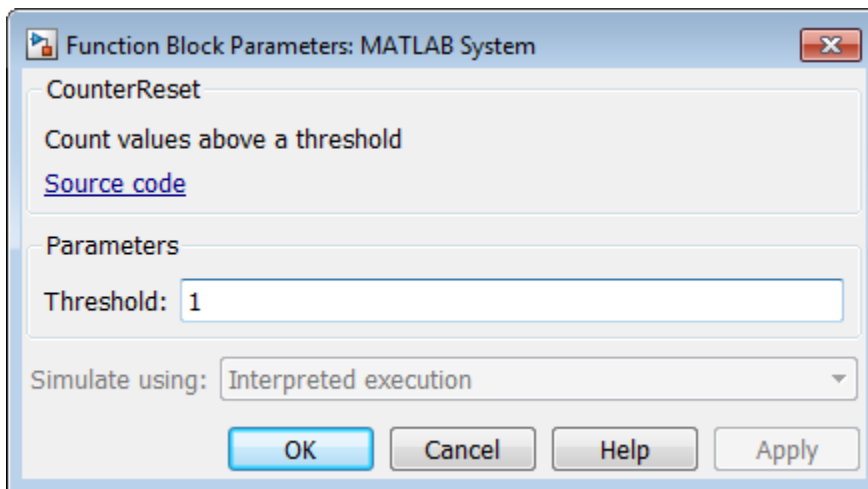 Function Block Parameters: MATLAB System
CounterReset
Count values above a threshold
Source code
Parameters
Threshold: 1
Simulate using: Interpreted execution
OK Cancel Help Apply